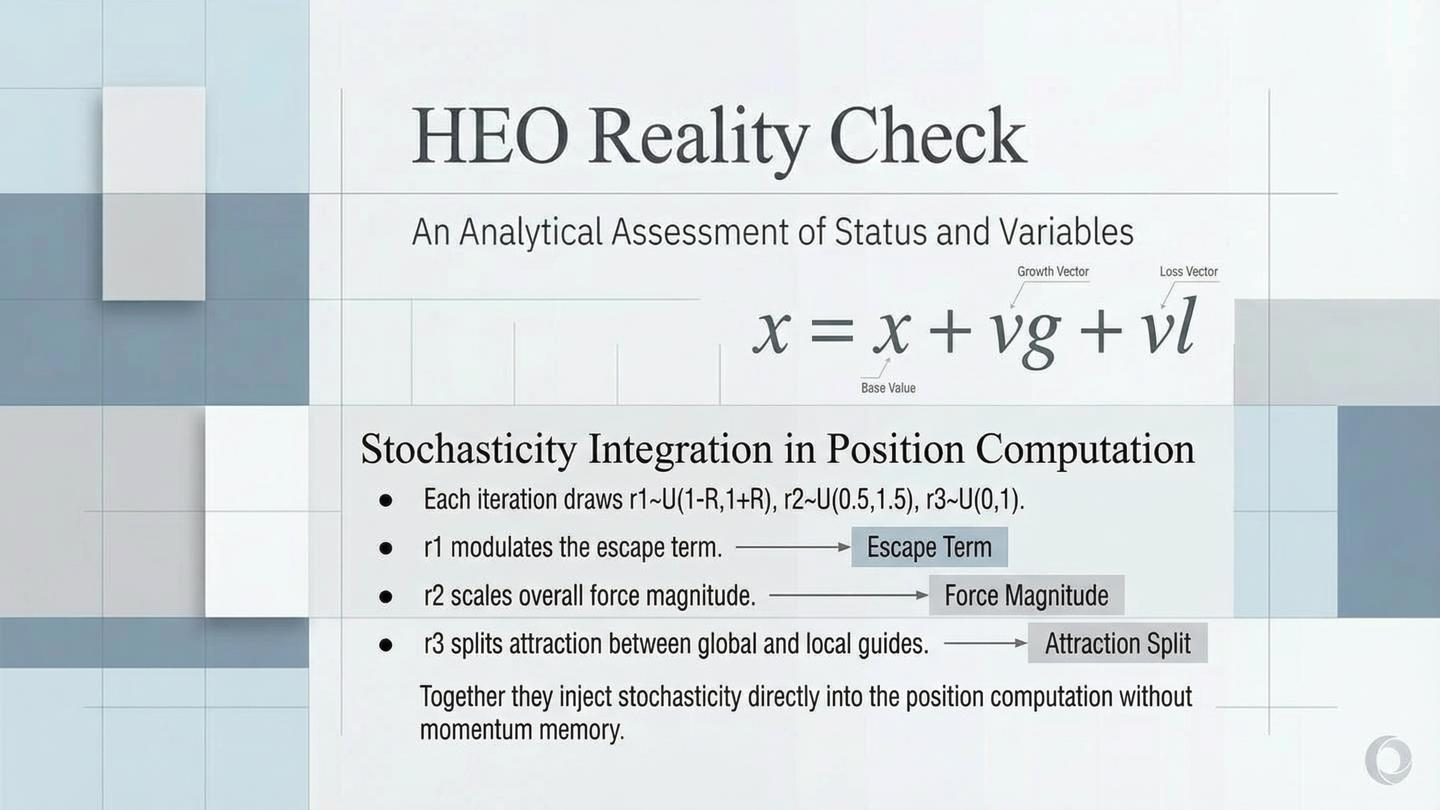 HEO Reality Check
An Analytical Assessment of Status and Variables
Growth Vector
Loss Vector
x = x + vg + vl
Base Value
Stochasticity Integration in Position Computation
● Each iteration draws r1~U(1-R,1+R), r2~U(0.5,1.5), r3~U(0,1).
● r1 modulates the escape term. Escape Term
● r2 scales overall force magnitude. Force Magnitude
● r3 splits attraction between global and local guides. Attraction Split
Together they inject stochasticity directly into the position computation without
momentum memory.